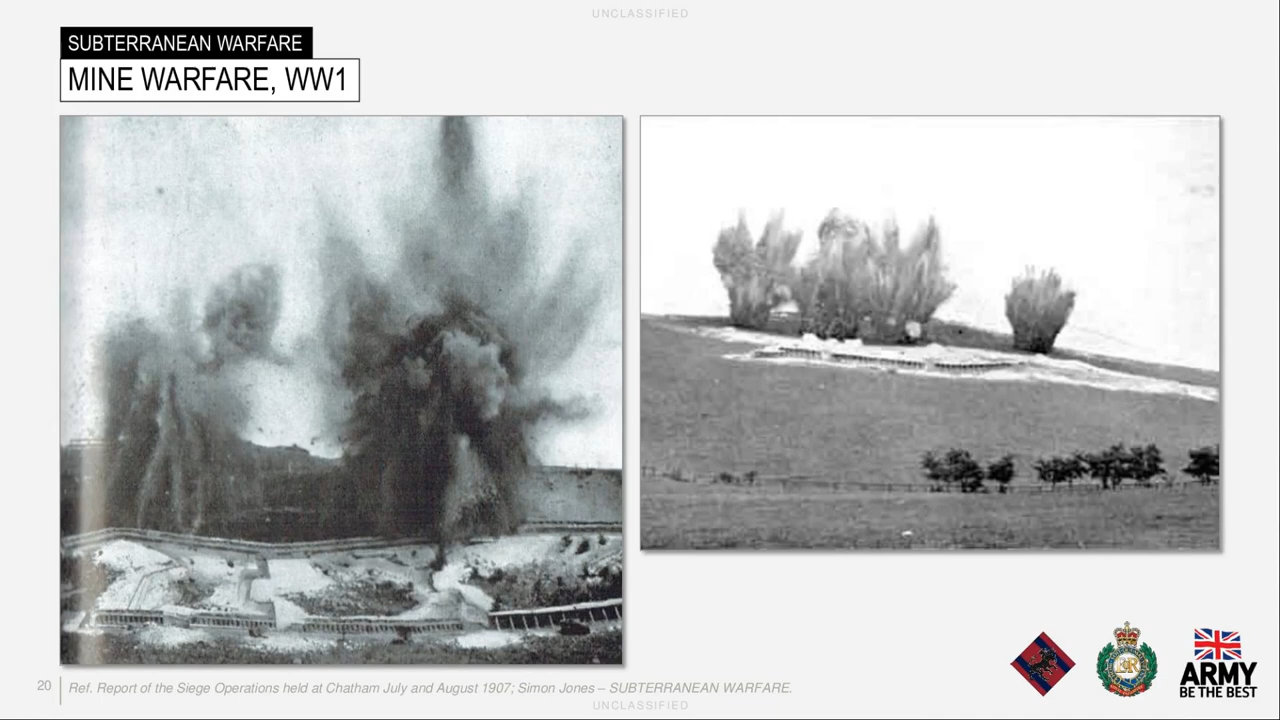 UNCLASSIFIED
SUBTERRANEAN WARFARE
MINE WARFARE, WW1
ARMY
BE THE BEST
20
Ref. Report of the Siege Operations held at Chatham July and August 1907; Simon Jones – SUBTERRANEAN WARFARE.
UNCLASSIFIED